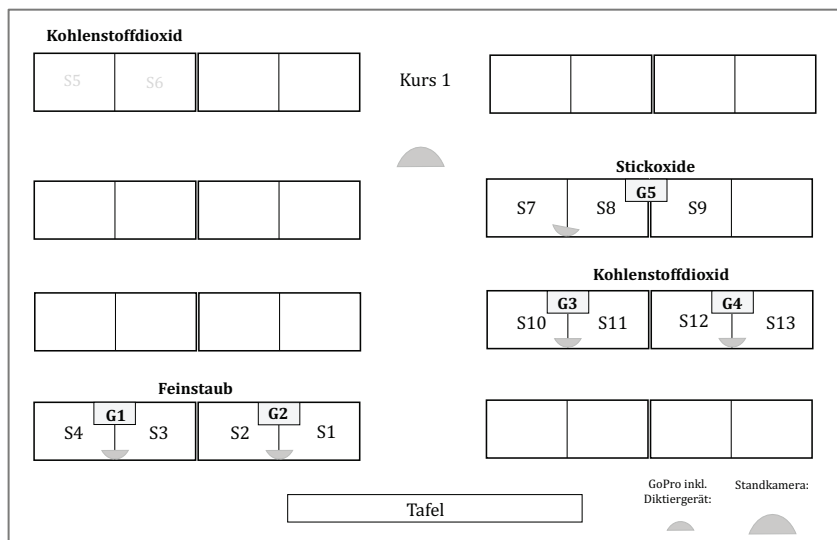 Kohlenstoffdioxid
S5 S6
Kurs 1
Stickoxide
S7 S8 G5 S9
Kohlenstoffdioxid
G3 G4
S10 S11 S12 S13
Feinstaub
G1 G2
S4 S3 S2 S1
GoPro inkl.
Diktiergerät:
Standkamera:
Tafel